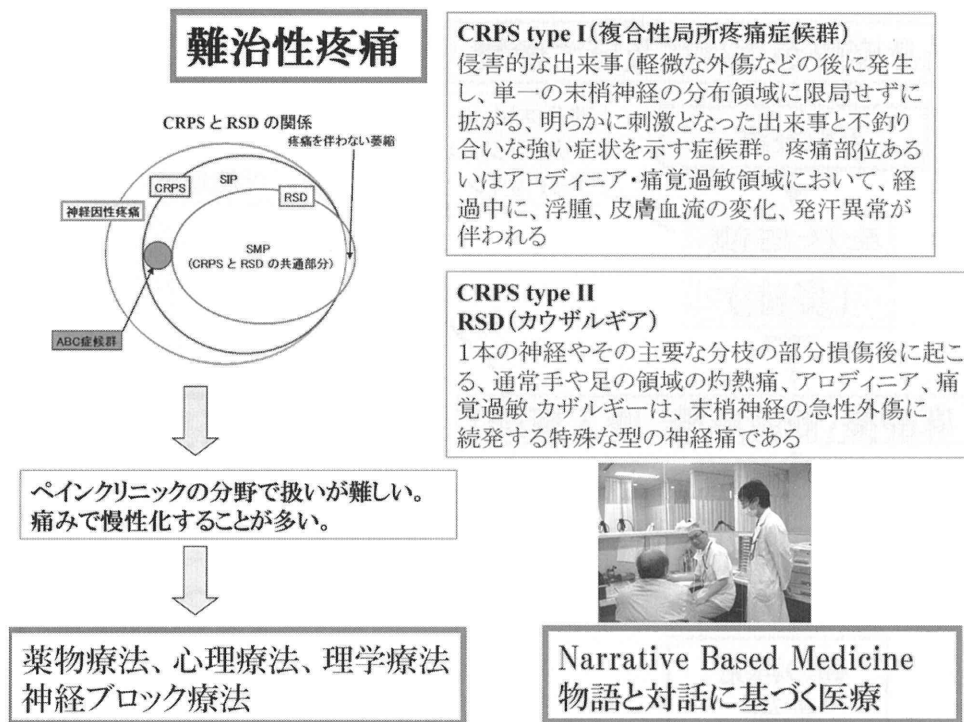 難治性疼痛
CRPSとRSDの関係
疼痛を伴わない萎縮
CRPS
SIP
RSD
神経因性疼痛
SMP
(CRPSとRSDの共通部分)
ABC症候群
ペインクリニックの分野で扱いが難しい。
痛みで慢性化することが多い。
薬物療法、心理療法、理学療法
神経ブロック療法
CRPS type I(複合性局所疼痛症候群)
侵害的な出来事(軽微な外傷などの後に発生
し、単一の末梢神経の分布領域に限局せずに
拡がる、明らかに刺激となった出来事と不釣り
合いな強い症状を示す症候群。疼痛部位ある
いはアロディニア・痛覚過敏領域において、経
過中に、浮腫、皮膚血流の変化、発汗異常が
伴われる
CRPS type II
RSD(カウザルギア)
1本の神経やその主要な分枝の部分損傷後に起こ
る、通常手や足の領域の灼熱痛、アロディニア、痛
覚過敏 カザルギーは、末梢神経の急性外傷に
続発する特殊な型の神経痛である
Narrative Based Medicine
物語と対話に基づく医療